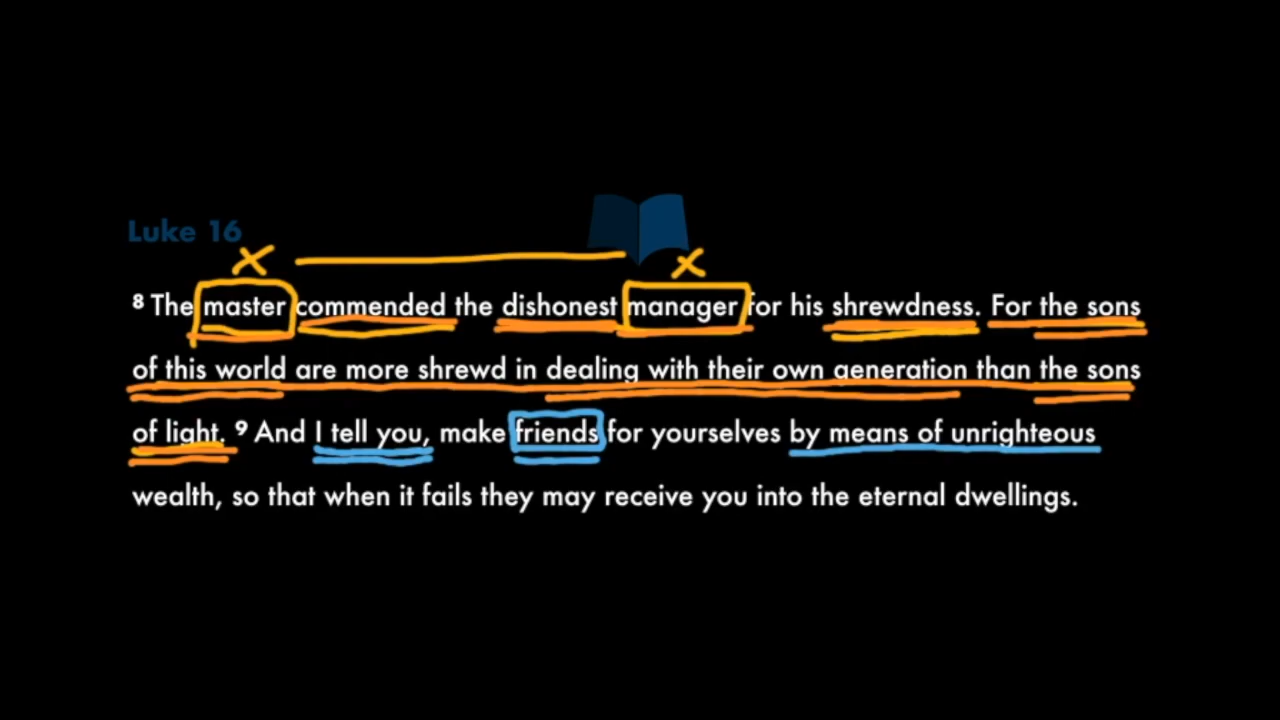 Luke 16
8 The master commended the dishonest manager for his shrewdness. For the sons
of this world are more shrewd in dealing with their own generation than the sons
of light. 9 And I tell you, make friends for yourselves by means of unrighteous
wealth, so that when it fails they may receive you into the eternal dwellings.